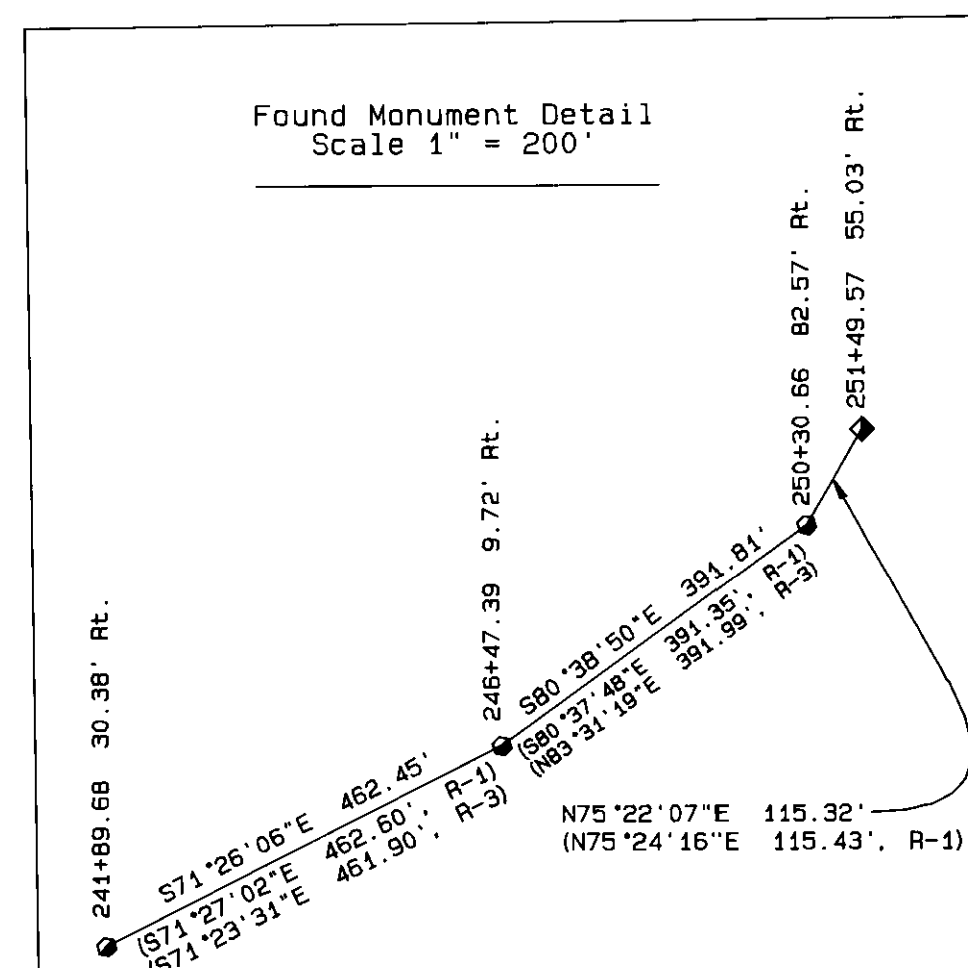 Found Monument Detail
Scale 1" = 200'
241+89.68 30.38' Rt.
246+47.39 9.72' Rt.
250+30.66 82.57' Rt.
251+49.57 55.03' Rt.
S71°26'06"E 462.45'
(S71°27'02"E 462.60', R-1)
(S71°23'31"E 461.90', R-3)
S80°38'50"E 391.81'
(S80°37'48"E 391.35', R-1)
(N83°31'19"E 391.99', R-3)
N75°22'07"E 115.32'
(N75°24'16"E 115.43', R-1)